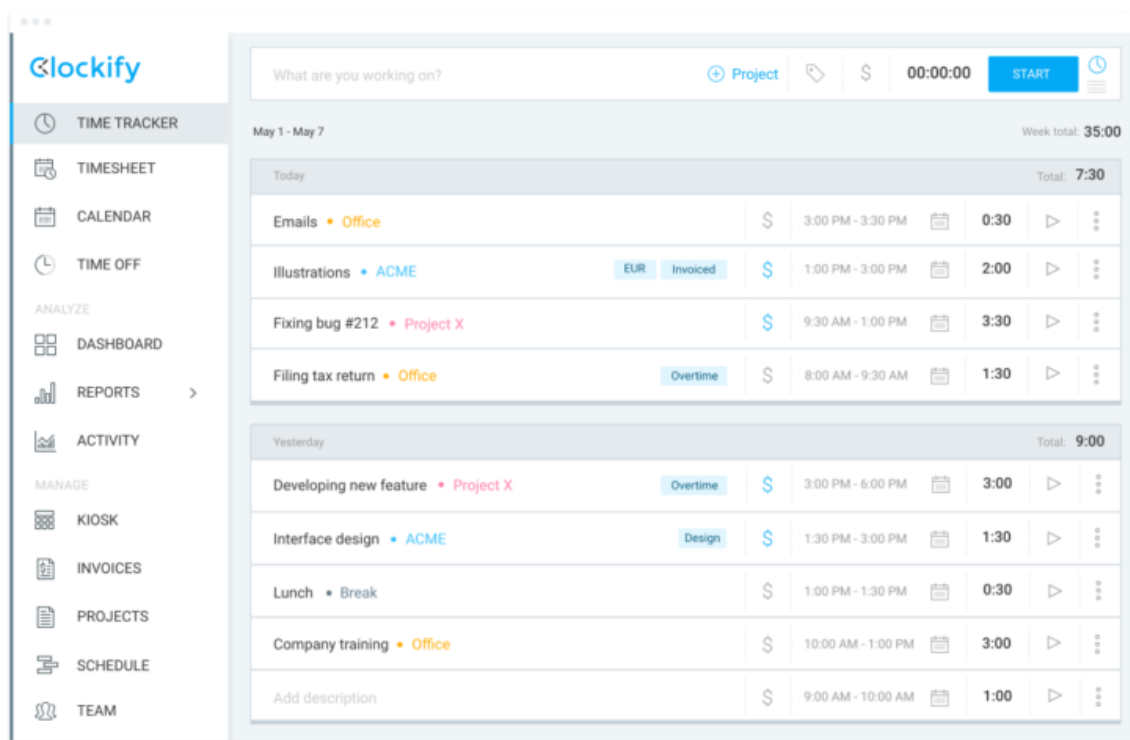 Clockify
TIME TRACKER
TIMESHEET
CALENDAR
TIME OFF
ANALYZE
DASHBOARD
REPORTS
ACTIVITY
MANAGE
KIOSK
INVOICES
PROJECTS
SCHEDULE
TEAM
What are you working on? Project $ 00:00:00 START
May 1 - May 7 Week total: 35:00
Today Total: 7:30
Emails • Office $ 3:00 PM - 3:30 PM 0:30
Illustrations • ACME EUR Invoiced $ 1:00 PM - 3:00 PM 2:00
Fixing bug #212 • Project X $ 9:30 AM - 1:00 PM 3:30
Filing tax return • Office Overtime $ 8:00 AM - 9:30 AM 1:30
Yesterday Total: 9:00
Developing new feature • Project X Overtime $ 3:00 PM - 6:00 PM 3:00
Interface design • ACME Design $ 1:30 PM - 3:00 PM 1:30
Lunch • Break $ 1:00 PM - 1:30 PM 0:30
Company training • Office $ 10:00 AM - 1:00 PM 3:00
Add description $ 9:00 AM - 10:00 AM 1:00